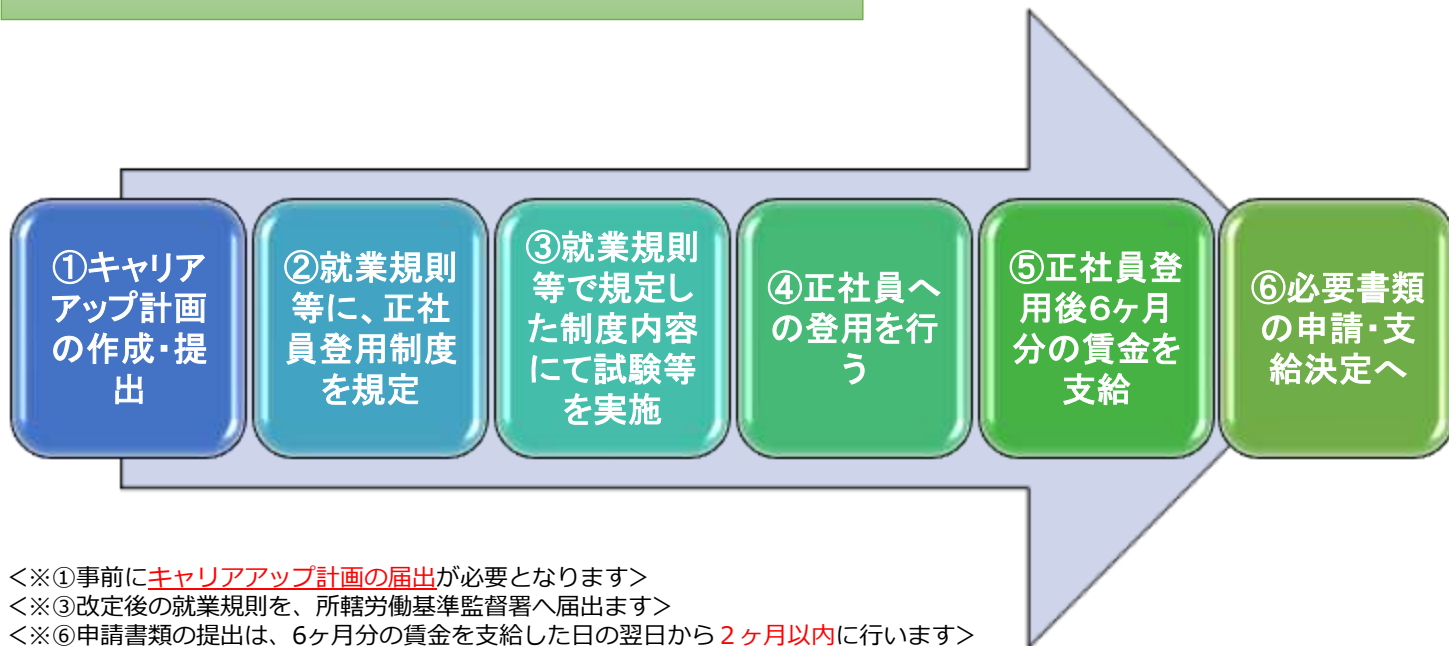 ①キャリア
アップ計画
の作成・提
出
②就業規則
等に、正社
員登用制度
を規定
③就業規則
等で規定し
た制度内容
にて試験等
を実施
④正社員へ
の登用を行
う
⑤正社員登
用後6ヶ月
分の賃金を
支給
⑥必要書類
の申請・支
給決定へ
＜※①事前にキャリアアップ計画の届出が必要となります＞
＜※③改定後の就業規則を、所轄労働基準監督署へ届出ます＞
＜※⑥申請書類の提出は、6ヶ月分の賃金を支給した日の翌日から２ヶ月以内に行います＞